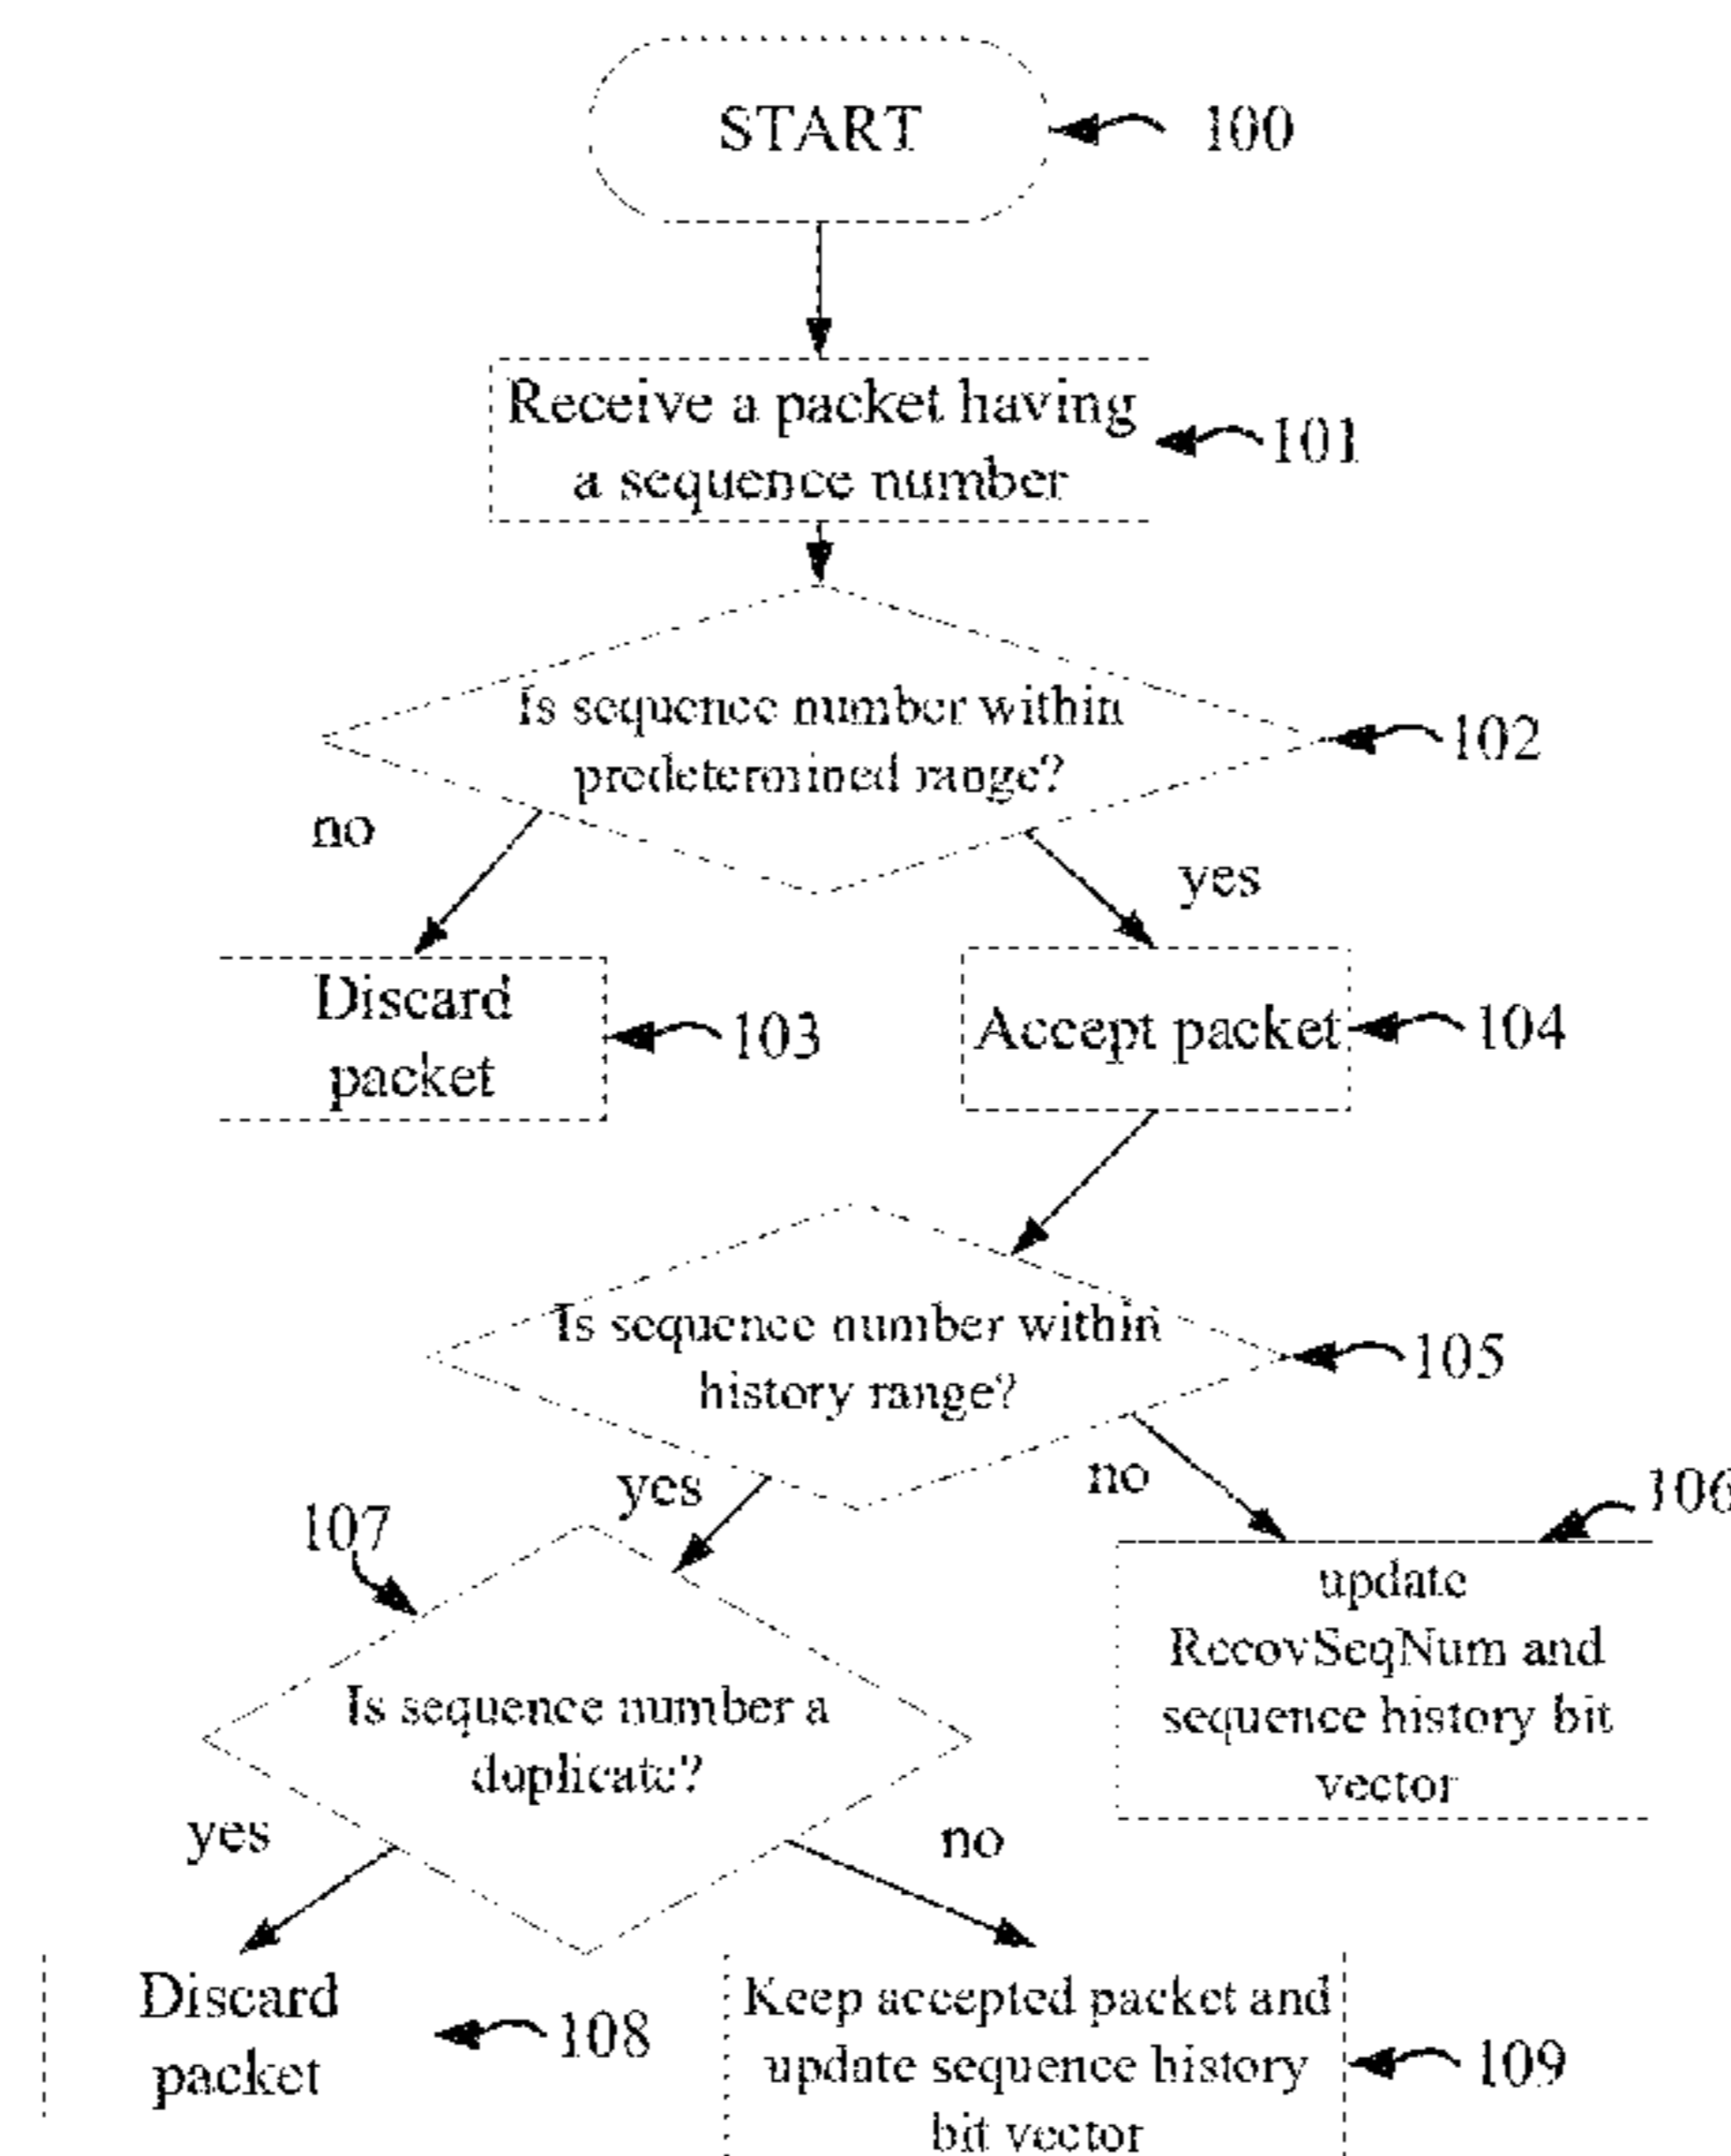 START
100
Receive a packet having
a sequence number
101
Is sequence number within
predetermined range?
102
no
yes
Discard
packet
103
Accept packet
104
Is sequence number within
history range?
105
yes
no
106
107
update
RecovSeqNum and
sequence history bit
vector
Is sequence number a
duplicate?
yes
no
Discard
packet
108
Keep accepted packet and
update sequence history
bit vector
109